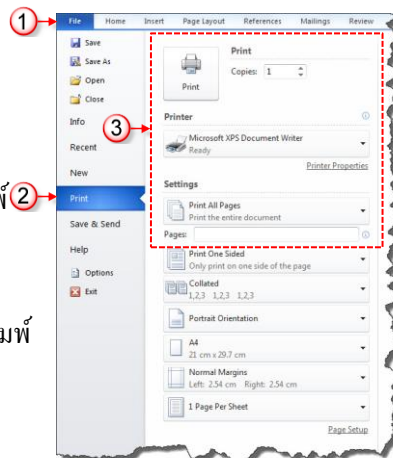 1
File Home Insert Page Layout References Mailings Review
Save
Save As
Open
Close
Info
Recent
New
2
Print
Save & Send
Help
Options
Exit
3
Print
Print
Copies: 1
Printer
Microsoft XPS Document Writer
Ready
Printer Properties
Settings
Print All Pages
Print the entire document
Pages:
Print One Sided
Only print on one side of the page
Collated
1,2,3 1,2,3 1,2,3
Portrait Orientation
A4
21 cm x 29.7 cm
Normal Margins
Left: 2.54 cm Right: 2.54 cm
1 Page Per Sheet
Page Setup